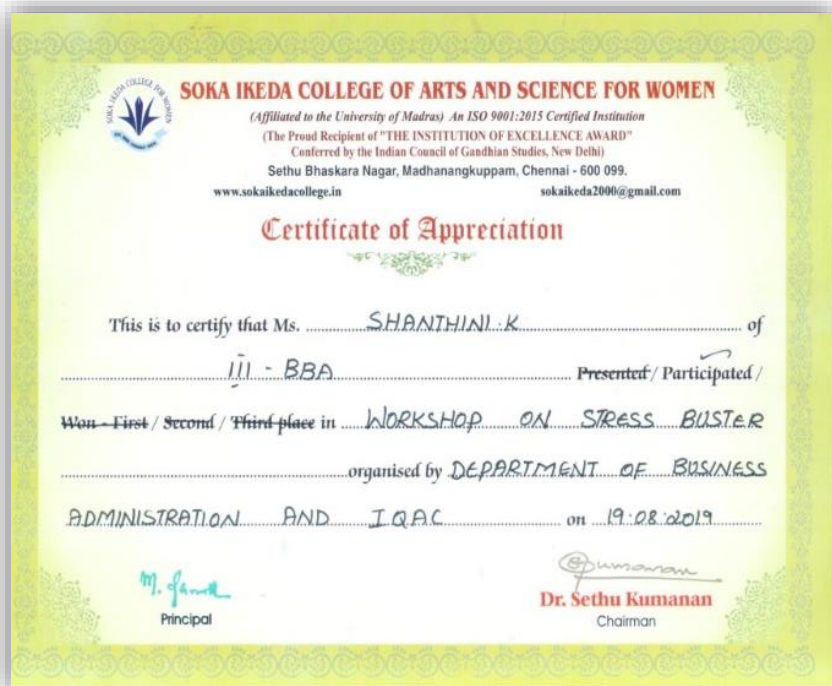 SOKA IKEDA COLLEGE OF ARTS AND SCIENCE FOR WOMEN
(Affiliated to the University of Madras) An ISO 9001:2015 Certified Institution
(The Proud Recipient of "THE INSTITUTION OF EXCELLENCE AWARD"
Conferred by the Indian Council of Gandhian Studies, New Delhi)
Sethu Bhaskara Nagar, Madhanangkuppam, Chennai - 600 099.
www.sokaikedacollege.in sokaikeda2000@gmail.com
Certificate of Appreciation
This is to certify that Ms. SHANTHINI.K of
III - BBA Presented / Participated /
Won - First / Second / Third place in WORKSHOP ON STRESS BUSTER
organised by DEPARTMENT OF BUSINESS
ADMINISTRATION AND IQAC on 19.08.2019
Principal
Dr. Sethu Kumanan
Chairman